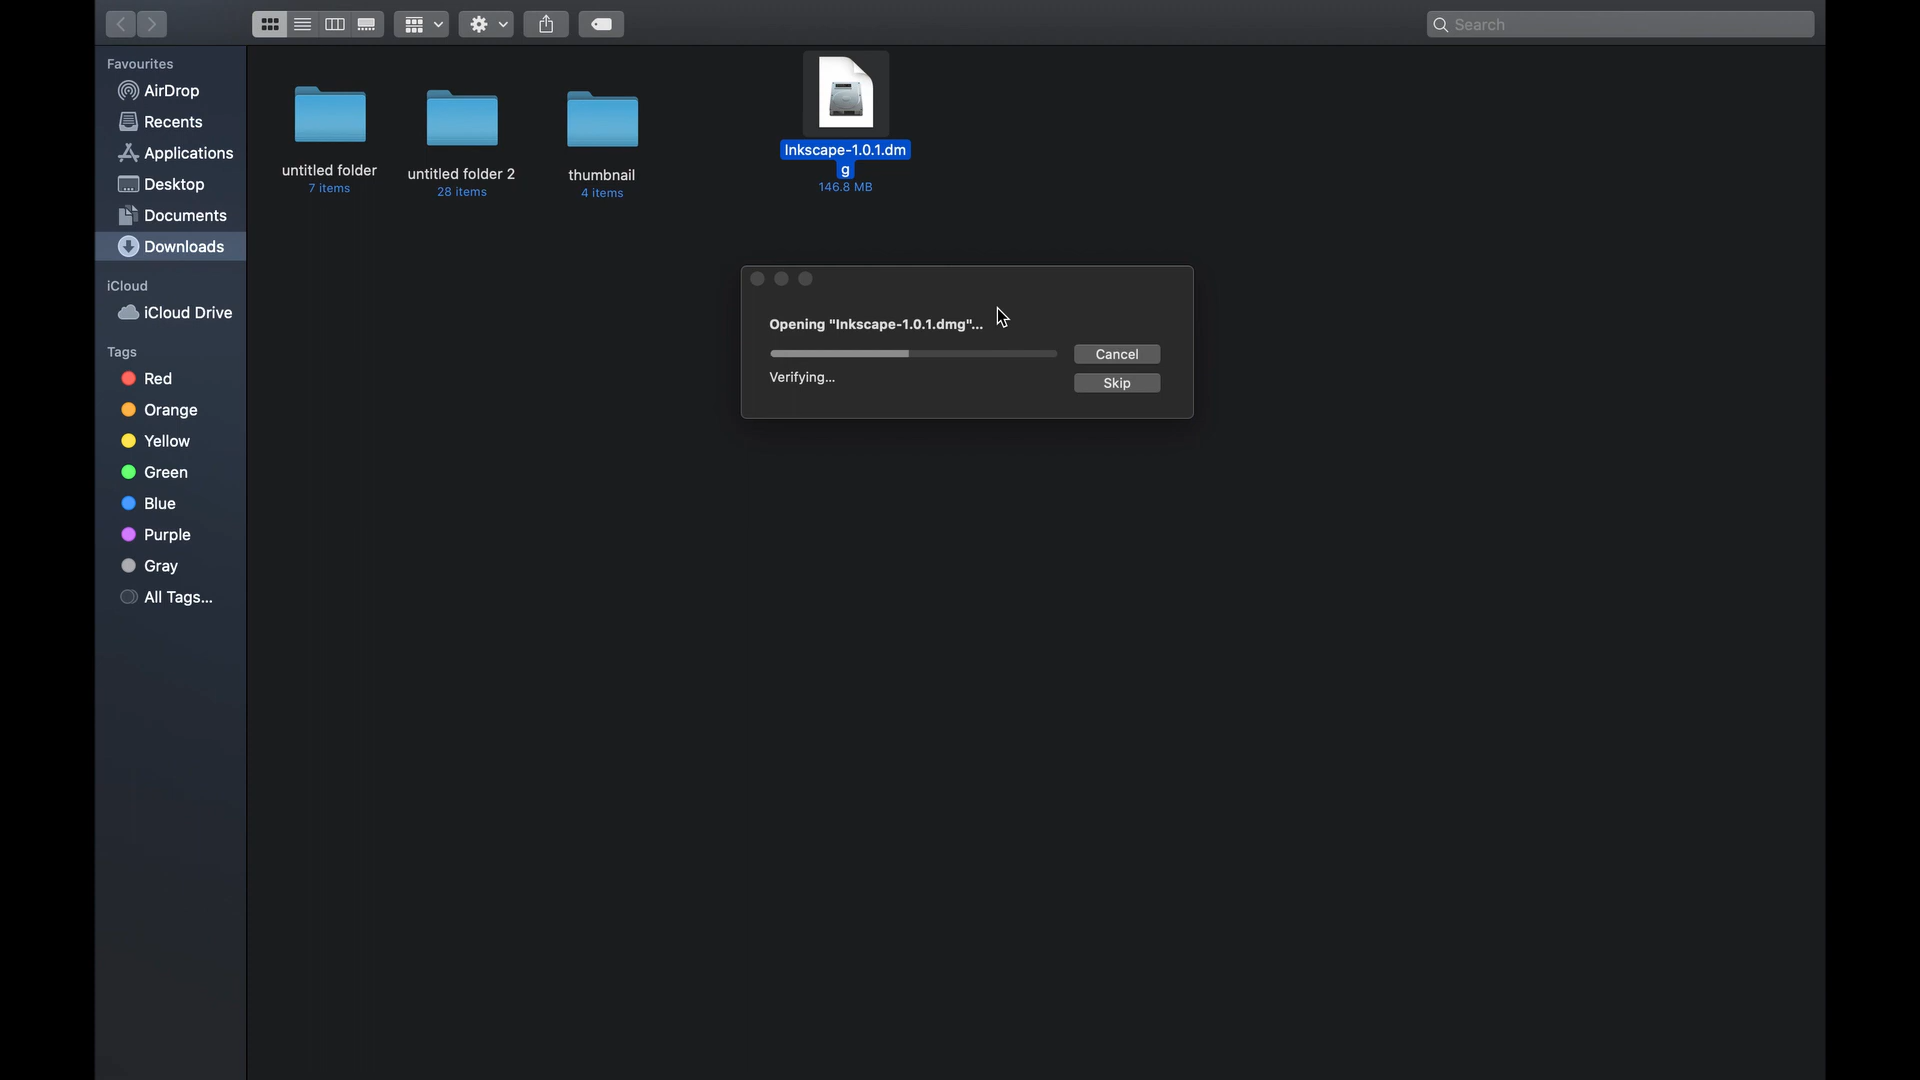 Search
Favourites
AirDrop
Recents
Applications
Desktop
Documents
Downloads
iCloud
iCloud Drive
Tags
Red
Orange
Yellow
Green
Blue
Purple
Gray
All Tags...
untitled folder
7 items
untitled folder 2
28 items
thumbnail
4 items
Inkscape-1.0.1.dm
g
146.8 MB
Opening "Inkscape-1.0.1.dmg"...
Cancel
Verifying...
Skip